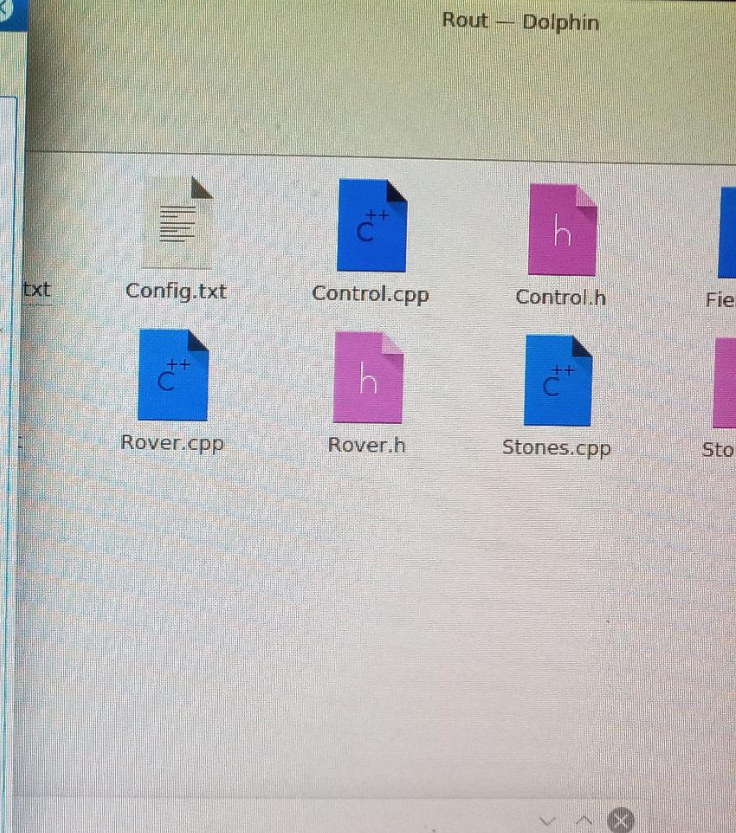 Rout — Dolphin
txt
Config.txt
C++
Control.cpp
h
Control.h
Fie
C++
Rover.cpp
h
Rover.h
C++
Stones.cpp
Sto